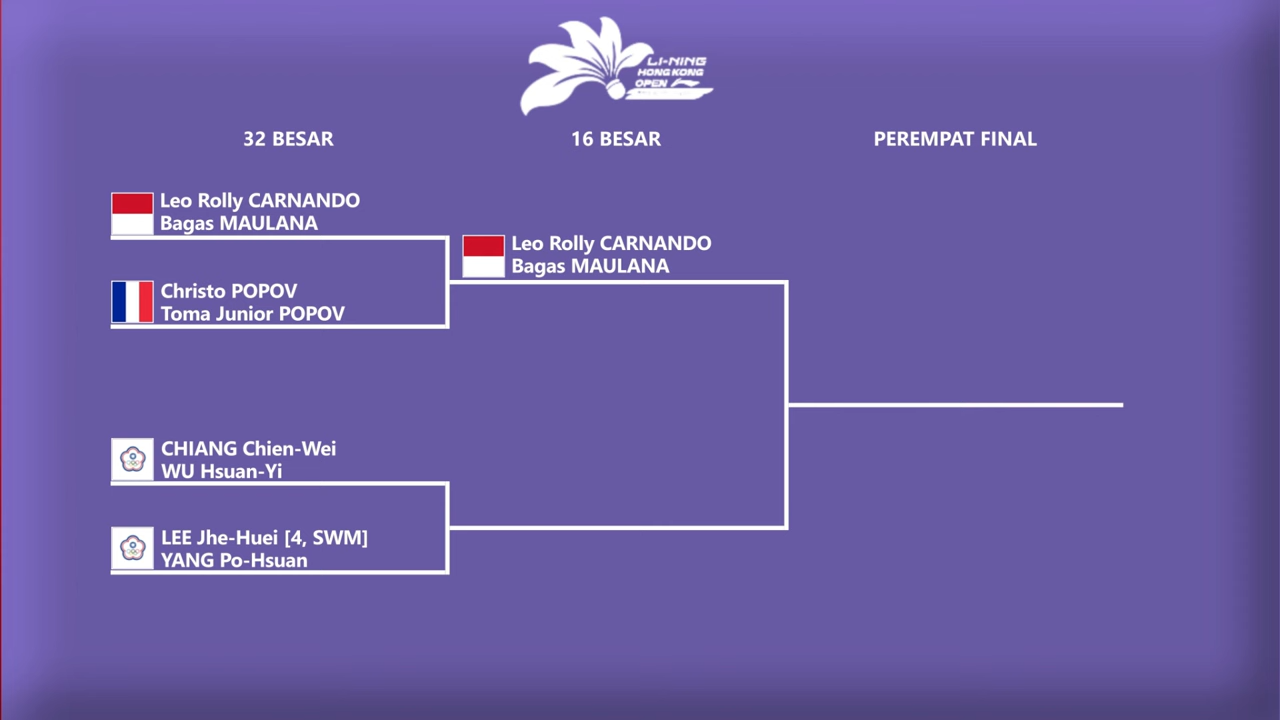 LI-NING
HONG KONG
OPEN
32 BESAR
16 BESAR
PEREMPAT FINAL
Leo Rolly CARNANDO
Bagas MAULANA
Leo Rolly CARNANDO
Bagas MAULANA
Christo POPOV
Toma Junior POPOV
CHIANG Chien-Wei
WU Hsuan-Yi
LEE Jhe-Huei [4, SWM]
YANG Po-Hsuan